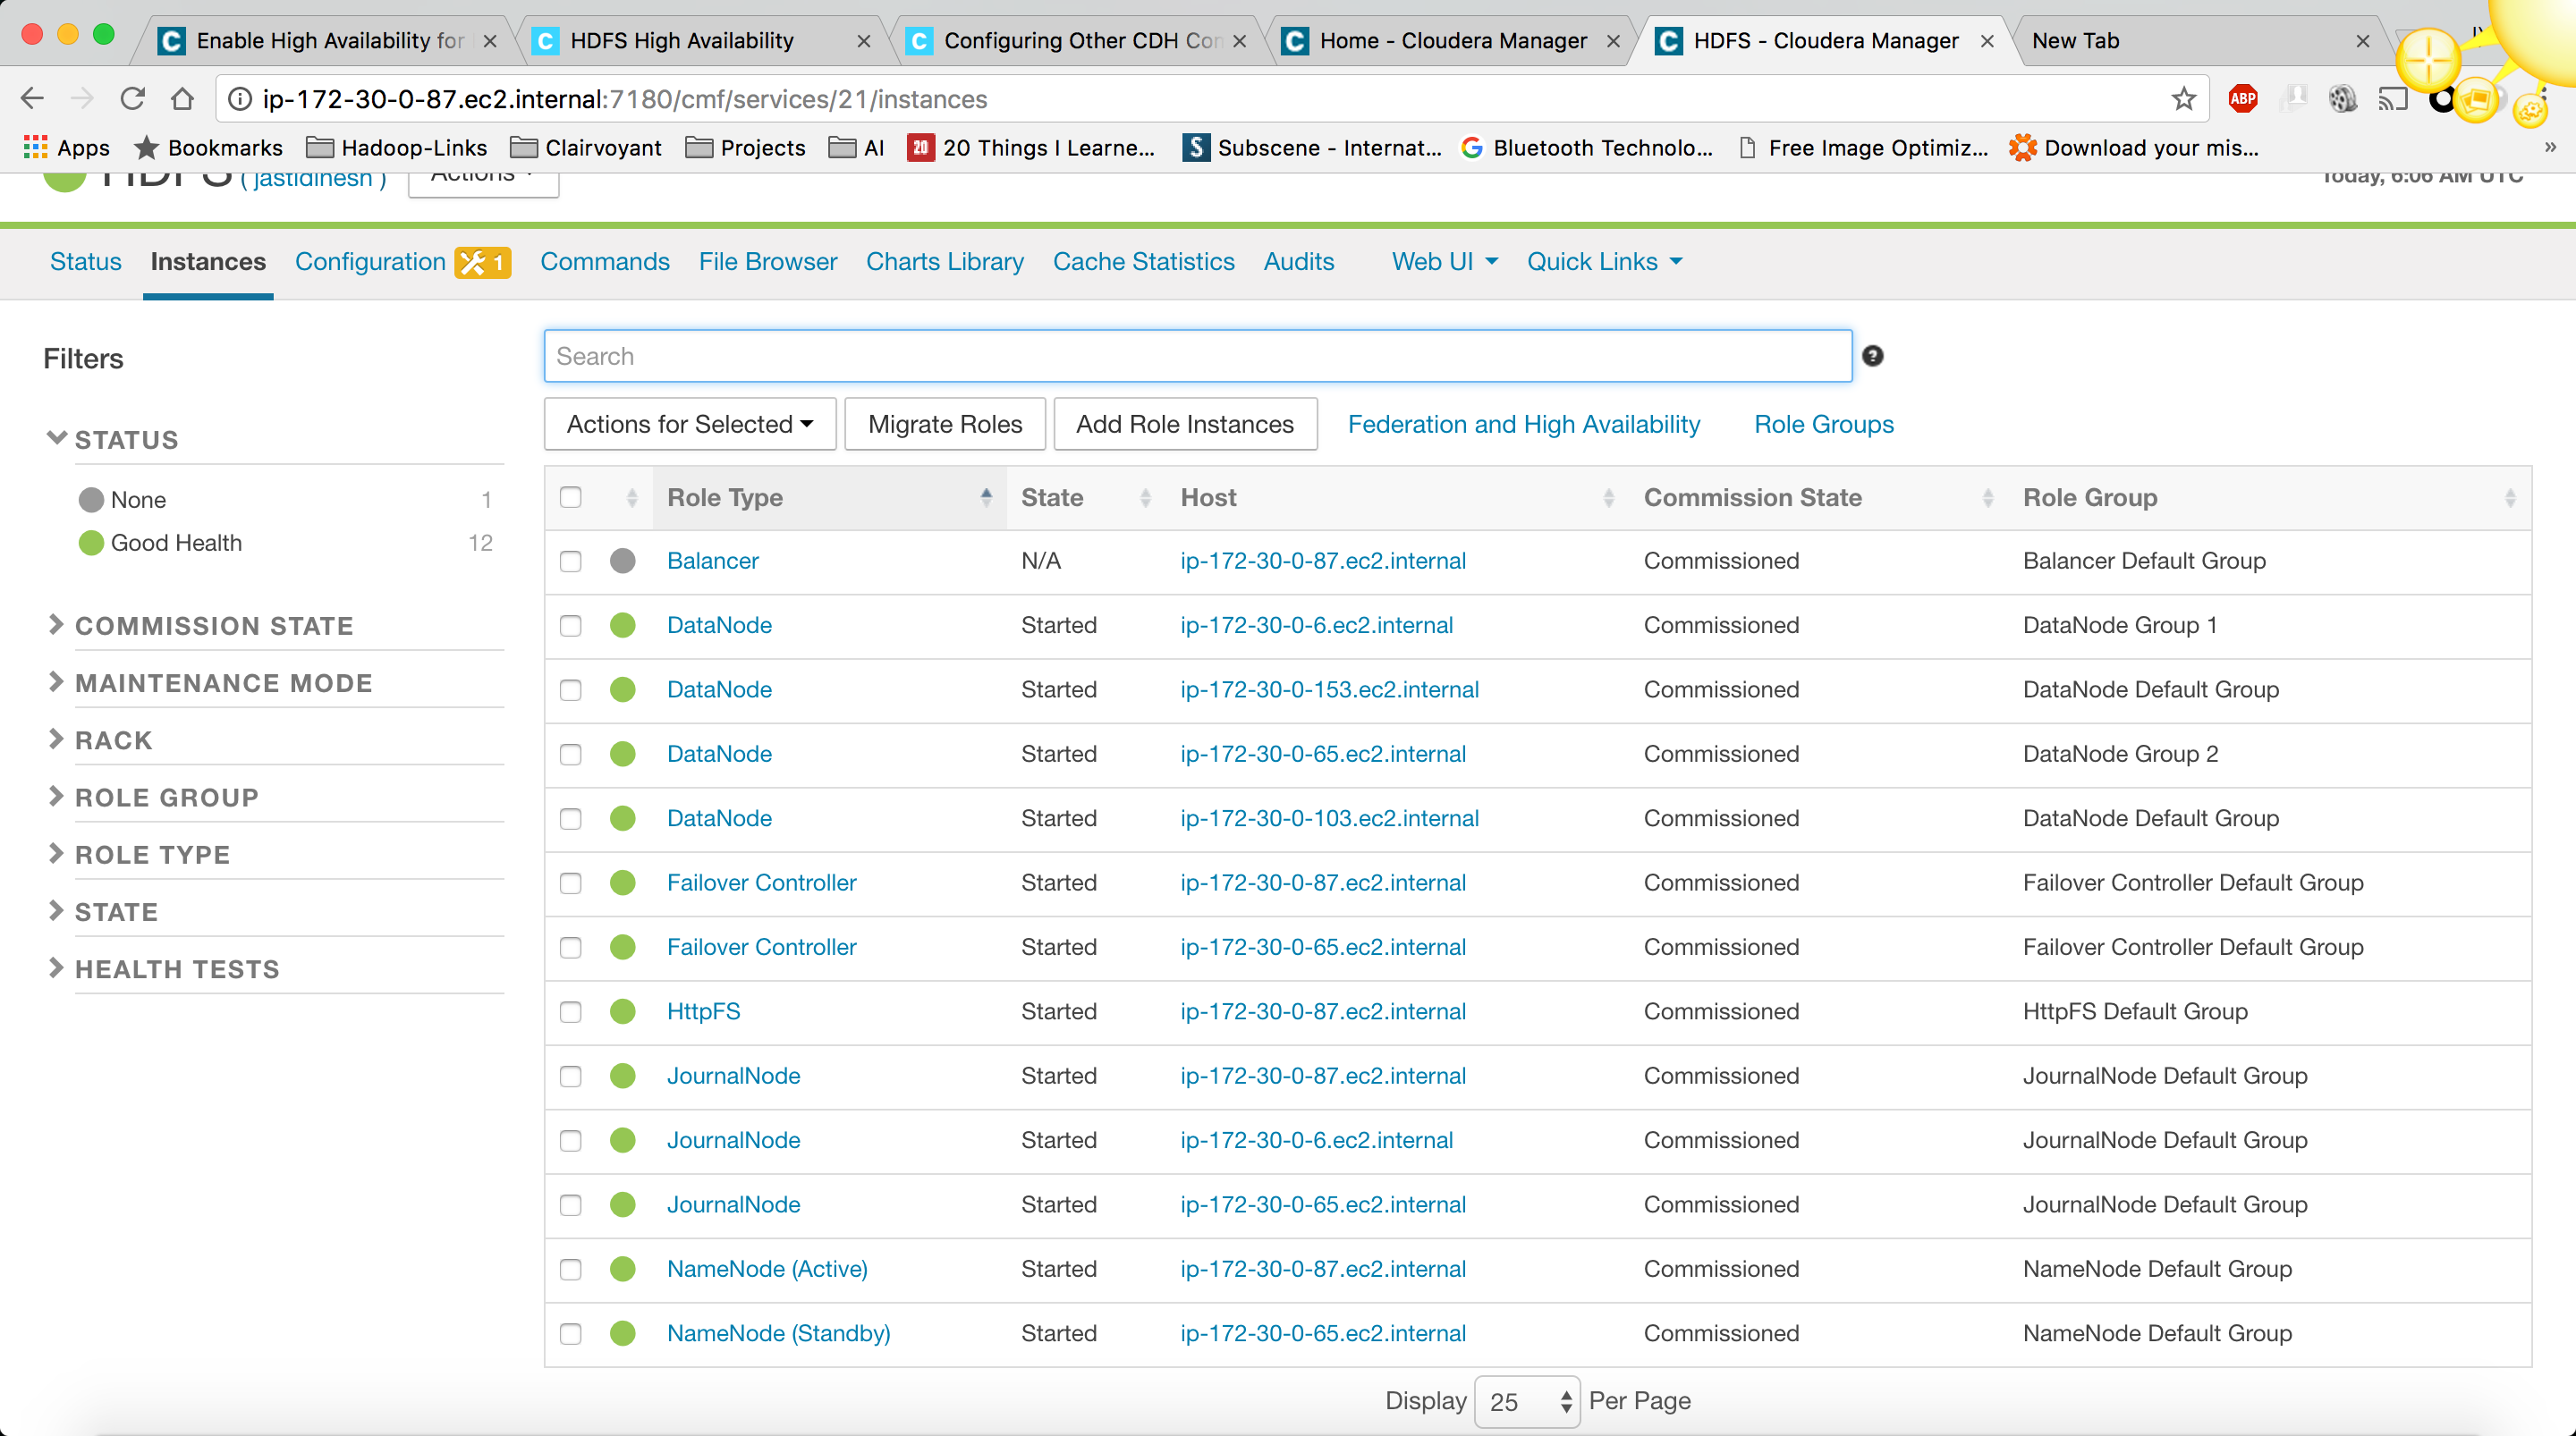 Enable High Availability for
HDFS High Availability
Configuring Other CDH Con
Home - Cloudera Manager
HDFS - Cloudera Manager
New Tab
ip-172-30-0-87.ec2.internal:7180/cmf/services/21/instances
ABP
Apps
Bookmarks
Hadoop-Links
Clairvoyant
Projects
AI
20
20 Things I Learne...
Subscene - Internat...
Bluetooth Technolo...
Free Image Optimiz...
Download your mis...
»
HDFS ( jastidinesh ) Actions
Today, 6:06 AM UTC
Status Instances Configuration 1 Commands File Browser Charts Library Cache Statistics Audits Web UI Quick Links
Filters
STATUS
None 1
Good Health 12
COMMISSION STATE
MAINTENANCE MODE
RACK
ROLE GROUP
ROLE TYPE
STATE
HEALTH TESTS
Search
Actions for Selected Migrate Roles Add Role Instances Federation and High Availability Role Groups
Role Type State Host Commission State Role Group
Balancer N/A ip-172-30-0-87.ec2.internal Commissioned Balancer Default Group
DataNode Started ip-172-30-0-6.ec2.internal Commissioned DataNode Group 1
DataNode Started ip-172-30-0-153.ec2.internal Commissioned DataNode Default Group
DataNode Started ip-172-30-0-65.ec2.internal Commissioned DataNode Group 2
DataNode Started ip-172-30-0-103.ec2.internal Commissioned DataNode Default Group
Failover Controller Started ip-172-30-0-87.ec2.internal Commissioned Failover Controller Default Group
Failover Controller Started ip-172-30-0-65.ec2.internal Commissioned Failover Controller Default Group
HttpFS Started ip-172-30-0-87.ec2.internal Commissioned HttpFS Default Group
JournalNode Started ip-172-30-0-87.ec2.internal Commissioned JournalNode Default Group
JournalNode Started ip-172-30-0-6.ec2.internal Commissioned JournalNode Default Group
JournalNode Started ip-172-30-0-65.ec2.internal Commissioned JournalNode Default Group
NameNode (Active) Started ip-172-30-0-87.ec2.internal Commissioned NameNode Default Group
NameNode (Standby) Started ip-172-30-0-65.ec2.internal Commissioned NameNode Default Group
Display 25 Per Page